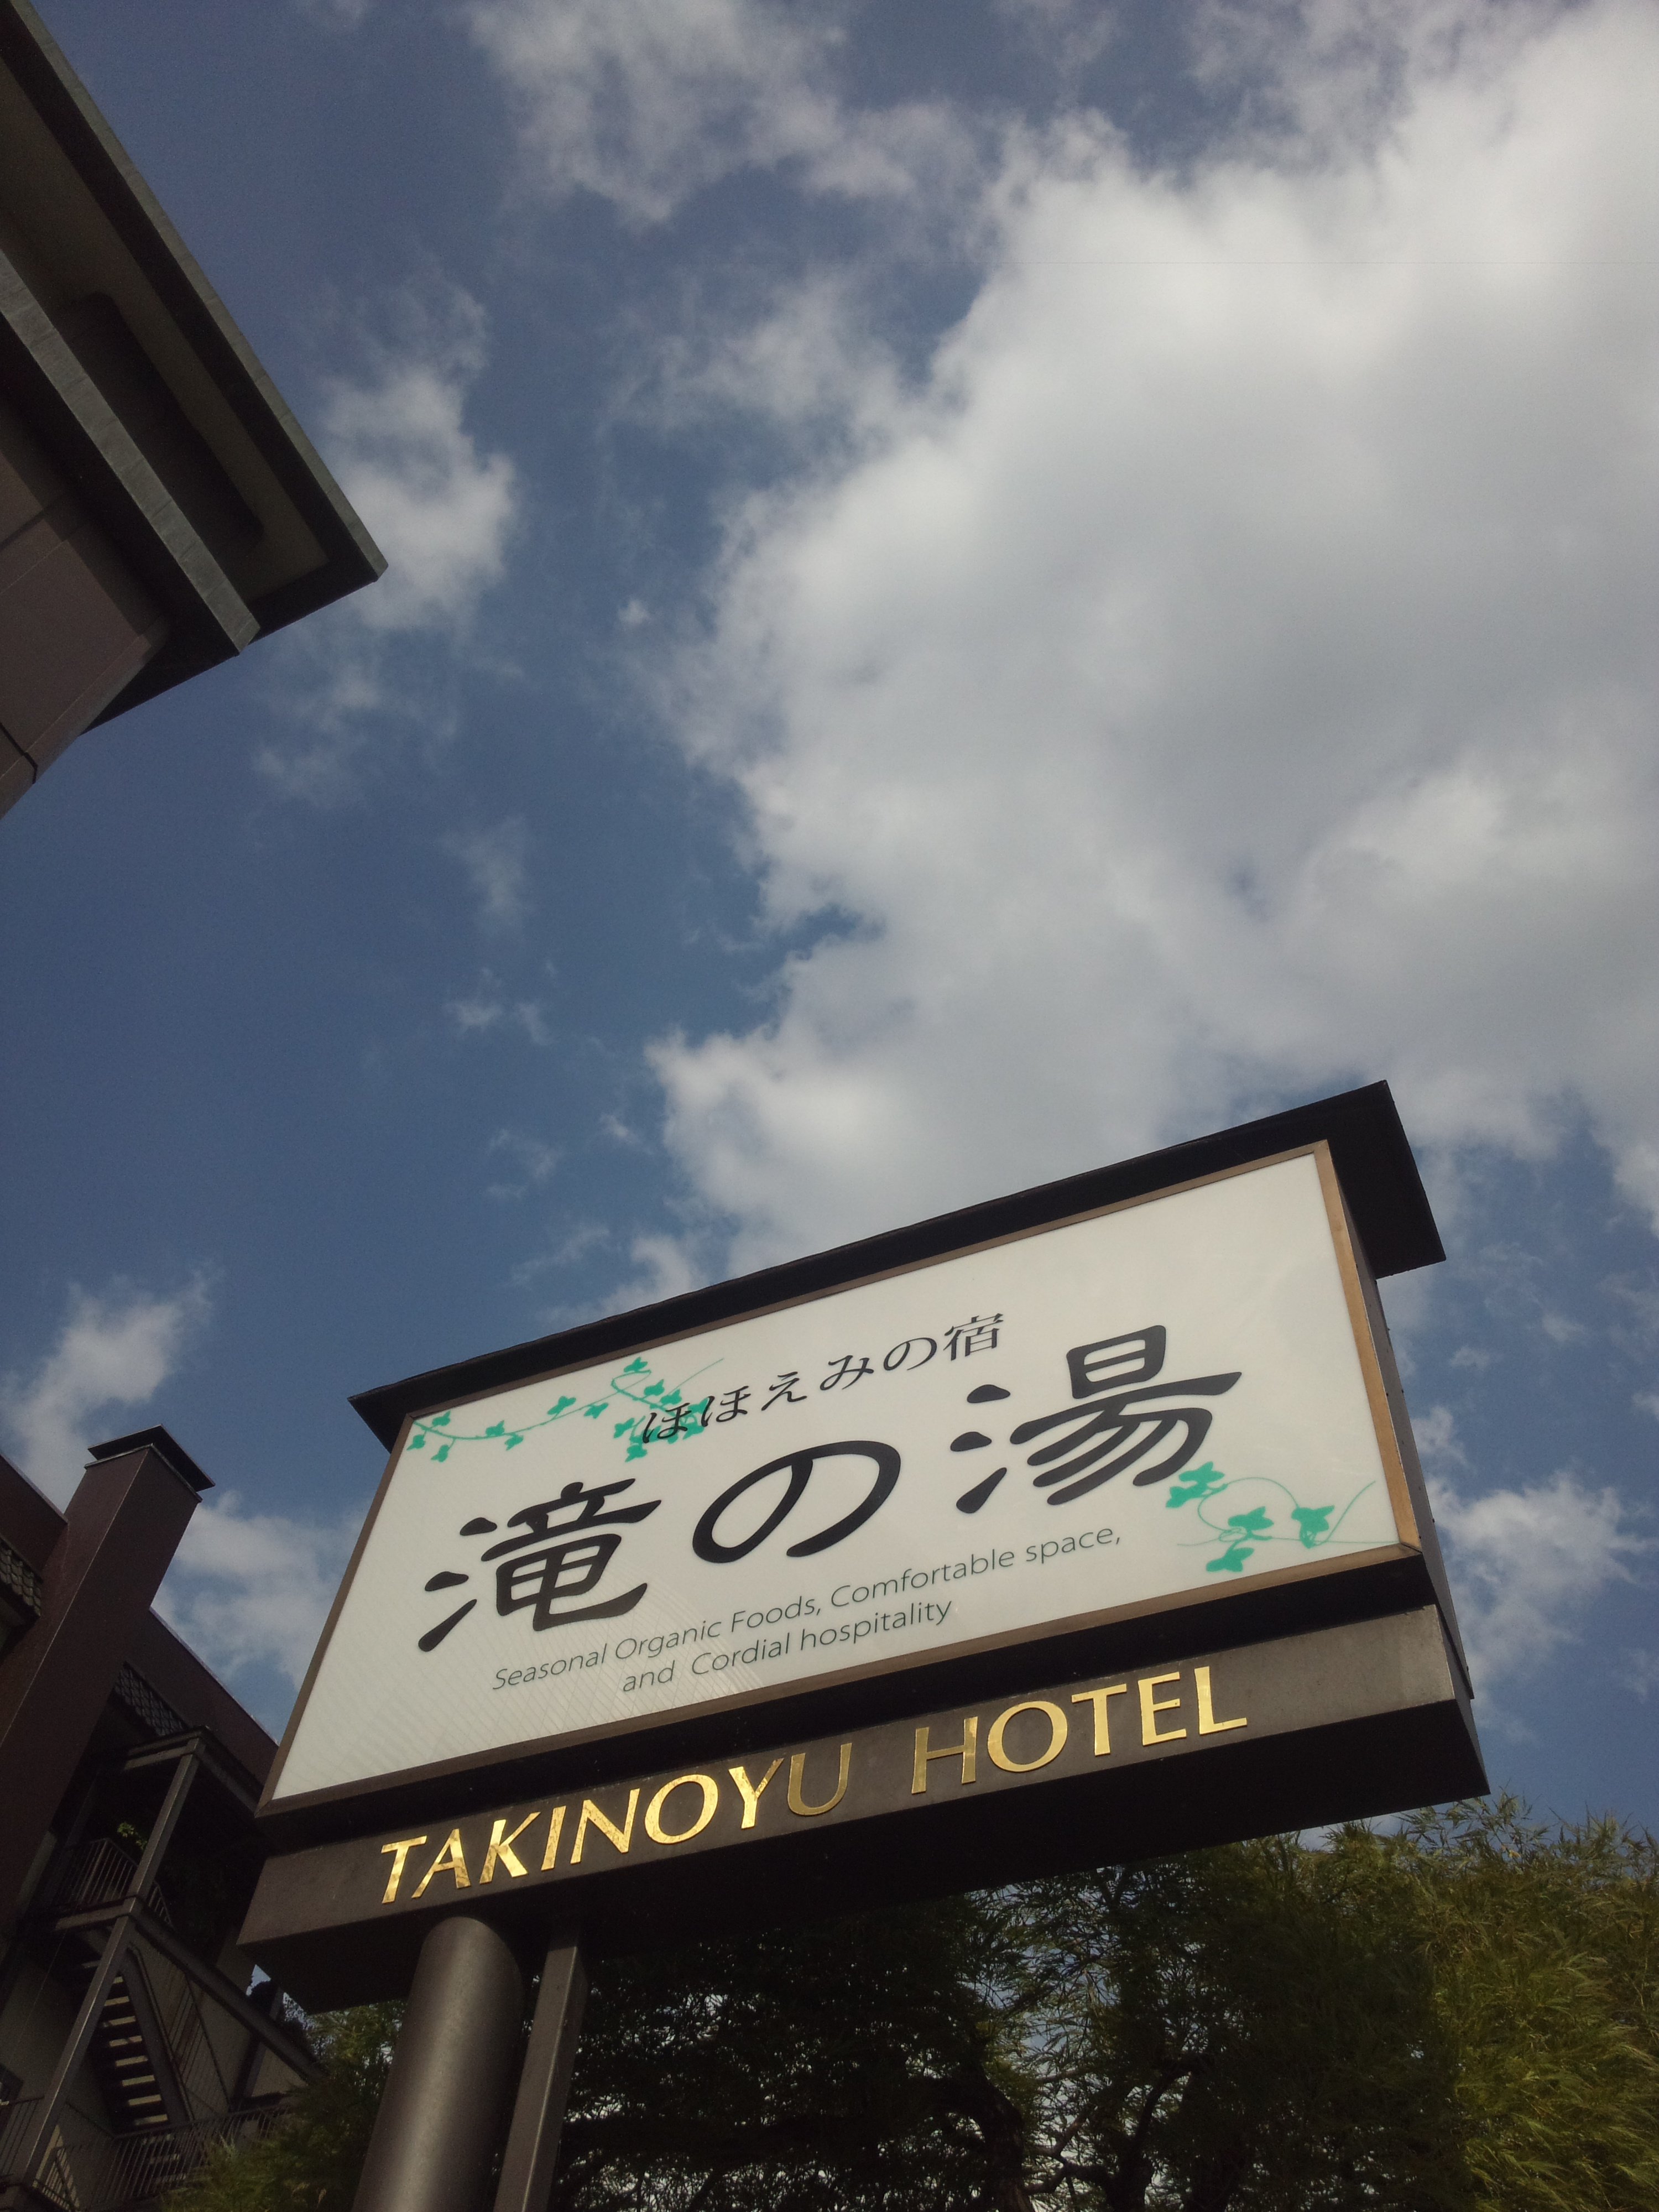 ほほえみの宿
滝の湯
Seasonal Organic Foods, Comfortable space,
and Cordial hospitality
TAKINOYU HOTEL